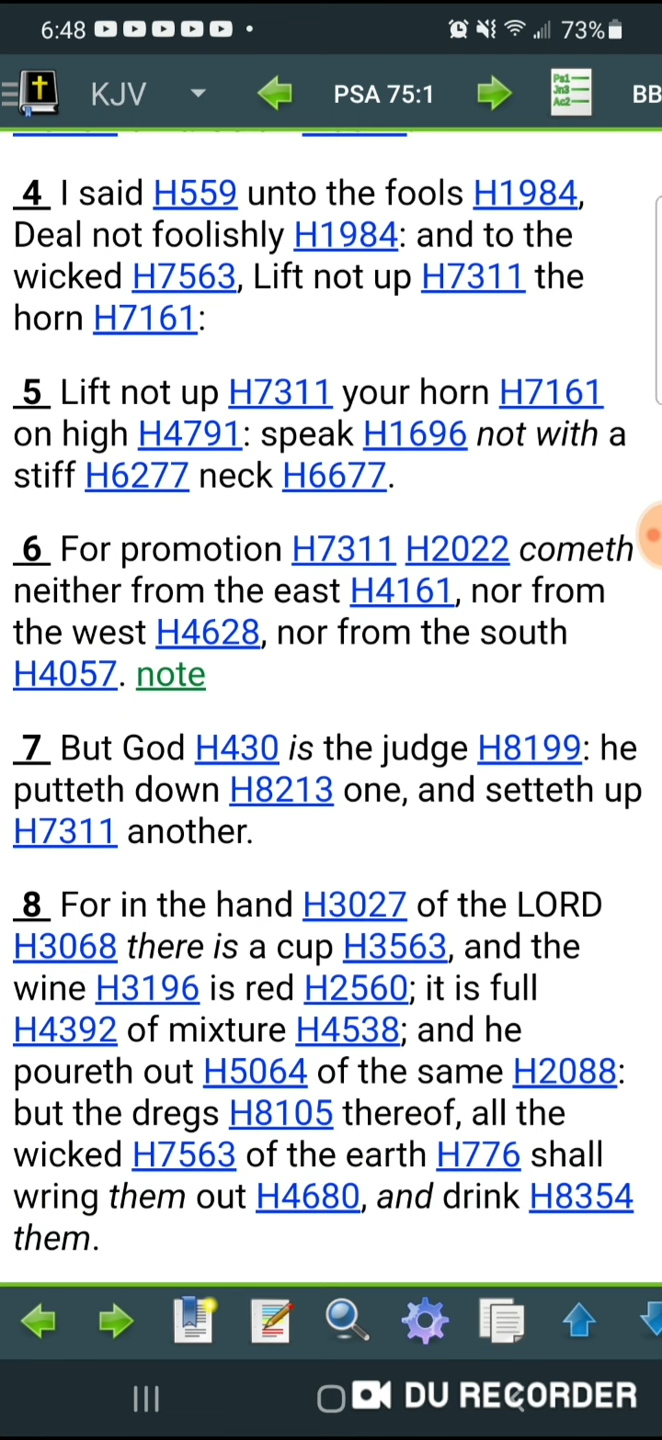 6:48 73%
KJV PSA 75:1 BB
Ps1
Jn3
Ac2
4 I said H559 unto the fools H1984,
Deal not foolishly H1984: and to the
wicked H7563, Lift not up H7311 the
horn H7161:
5 Lift not up H7311 your horn H7161
on high H4791: speak H1696 not with a
stiff H6277 neck H6677.
6 For promotion H7311 H2022 cometh
neither from the east H4161, nor from
the west H4628, nor from the south
H4057. note
7 But God H430 is the judge H8199: he
putteth down H8213 one, and setteth up
H7311 another.
8 For in the hand H3027 of the LORD
H3068 there is a cup H3563, and the
wine H3196 is red H2560; it is full
H4392 of mixture H4538; and he
poureth out H5064 of the same H2088:
but the dregs H8105 thereof, all the
wicked H7563 of the earth H776 shall
wring them out H4680, and drink H8354
them.
DU RECORDER